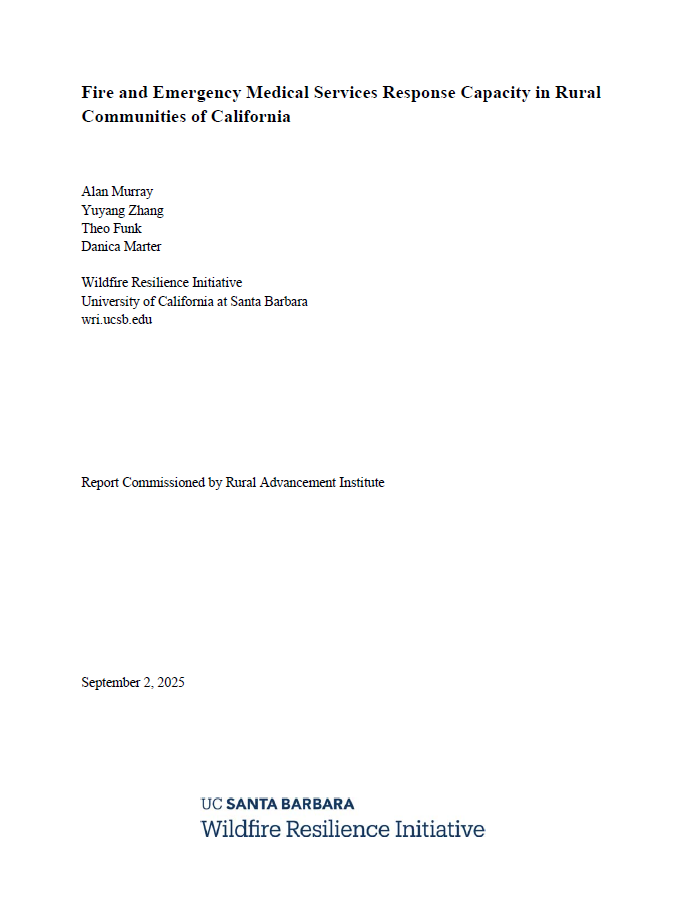 Fire and Emergency Medical Services Response Capacity in Rural
Communities of California
Alan Murray
Yuyang Zhang
Theo Funk
Danica Marter
Wildfire Resilience Initiative
University of California at Santa Barbara
wri.ucsb.edu
Report Commissioned by Rural Advancement Institute
September 2, 2025
UC SANTA BARBARA
Wildfire Resilience Initiative